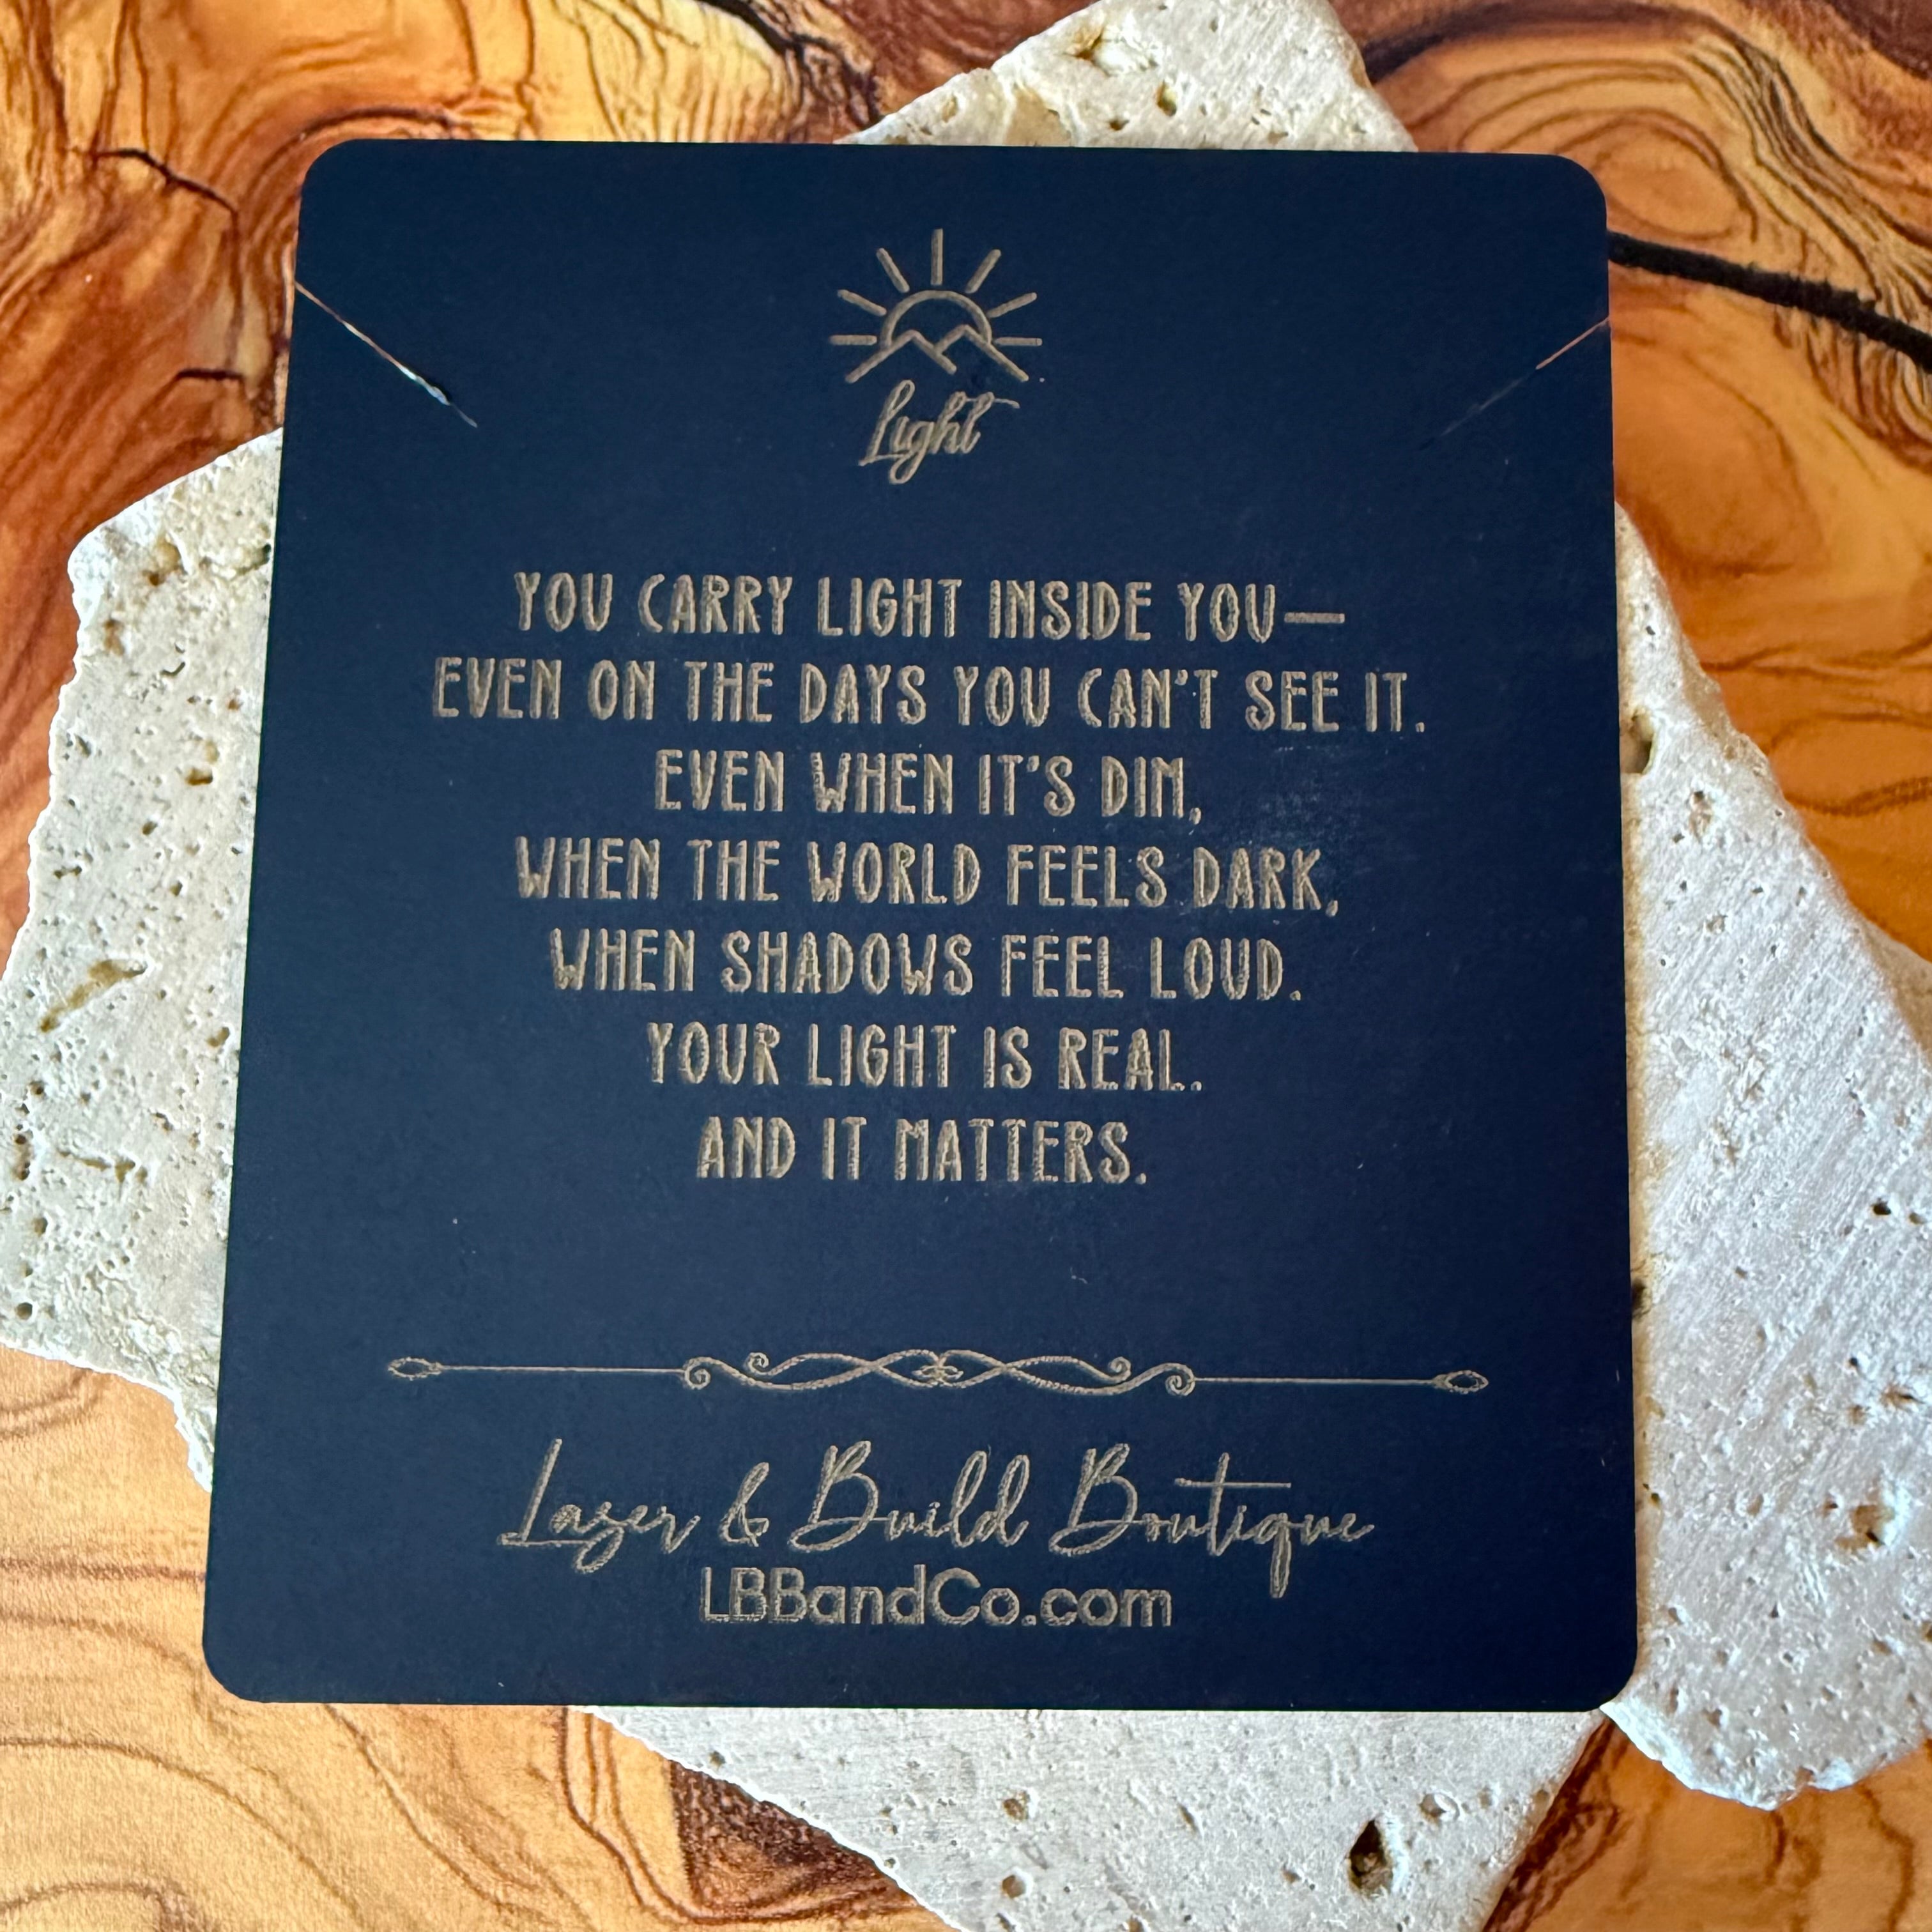 Light
YOU CARRY LIGHT INSIDE YOU—
EVEN ON THE DAYS YOU CAN'T SEE IT.
EVEN WHEN IT'S DIM,
WHEN THE WORLD FEELS DARK,
WHEN SHADOWS FEEL LOUD.
YOUR LIGHT IS REAL.
AND IT MATTERS.
Lazer & Build Boutique
LBBandCo.com